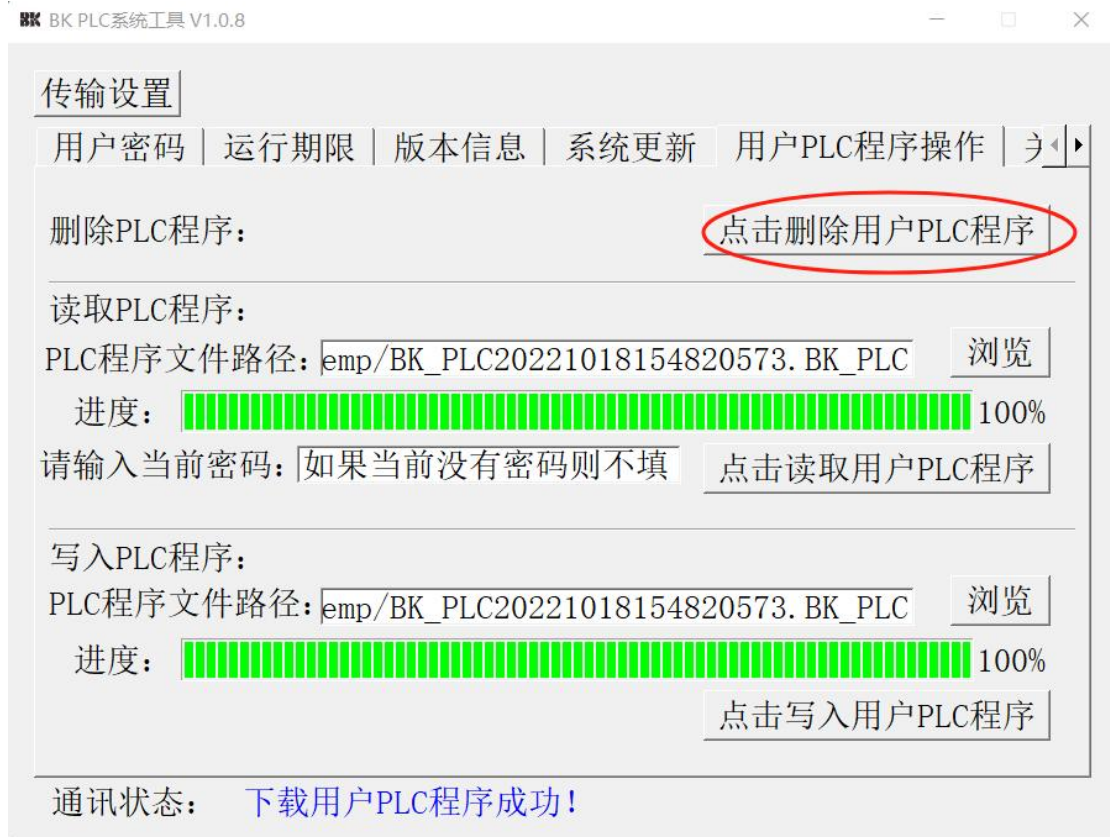 BK BK PLC系统工具 V1.0.8
传输设置
用户密码 运行期限 版本信息 系统更新 用户PLC程序操作
删除PLC程序: 点击删除用户PLC程序
读取PLC程序:
PLC程序文件路径: emp/BK_PLC20221018154820573.BK_PLC 浏览
进度: 100%
请输入当前密码: 如果当前没有密码则不填 点击读取用户PLC程序
写入PLC程序:
PLC程序文件路径: emp/BK_PLC20221018154820573.BK_PLC 浏览
进度: 100%
点击写入用户PLC程序
通讯状态: 下载用户PLC程序成功!